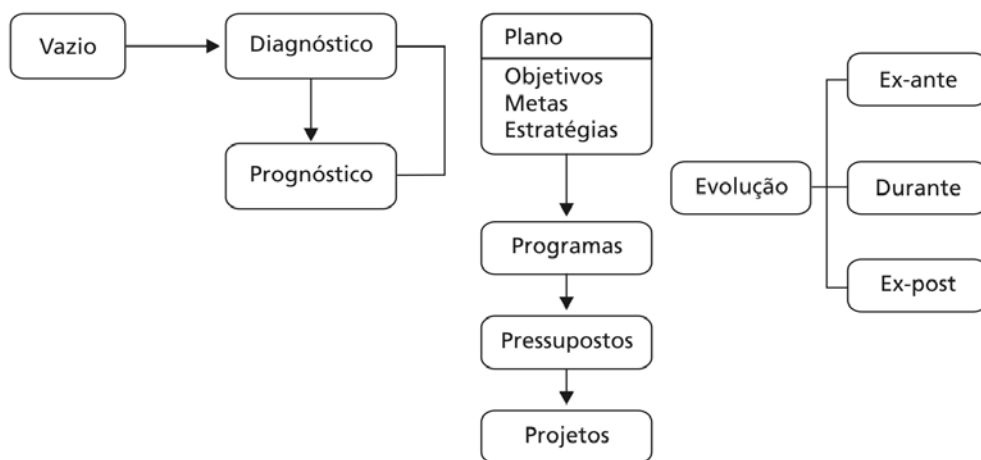 Vazio
Diagnóstico
Prognóstico
Plano
Objetivos
Metas
Estratégias
Programas
Pressupostos
Projetos
Evolução
Ex-ante
Durante
Ex-post